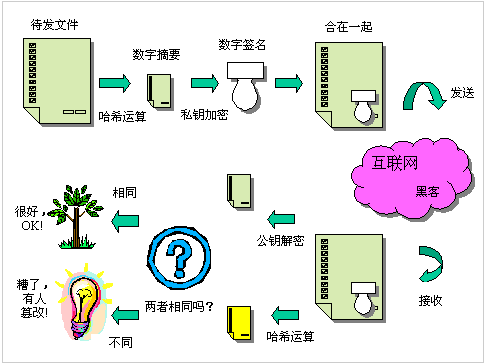 待发文件
数字摘要
数字签名
合在一起
哈希运算
私钥加密
发送
互联网
黑客
相同
很好,
OK!
公钥解密
糟了,
有人
篡改!
两者相同吗?
接收
不同
哈希运算